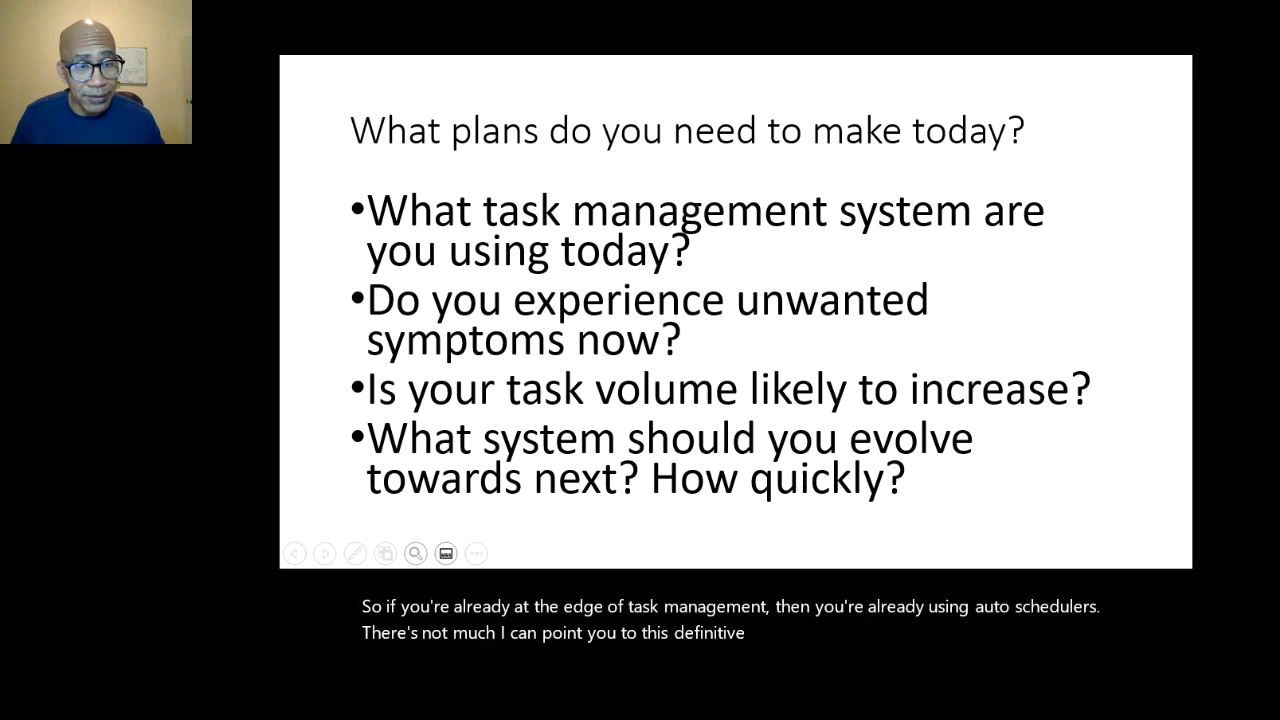 What plans do you need to make today?
•What task management system are
you using today?
•Do you experience unwanted
symptoms now?
•Is your task volume likely to increase?
•What system should you evolve
towards next? How quickly?
So if you're already at the edge of task management, then you're already using auto schedulers.
There's not much I can point you to this definitive